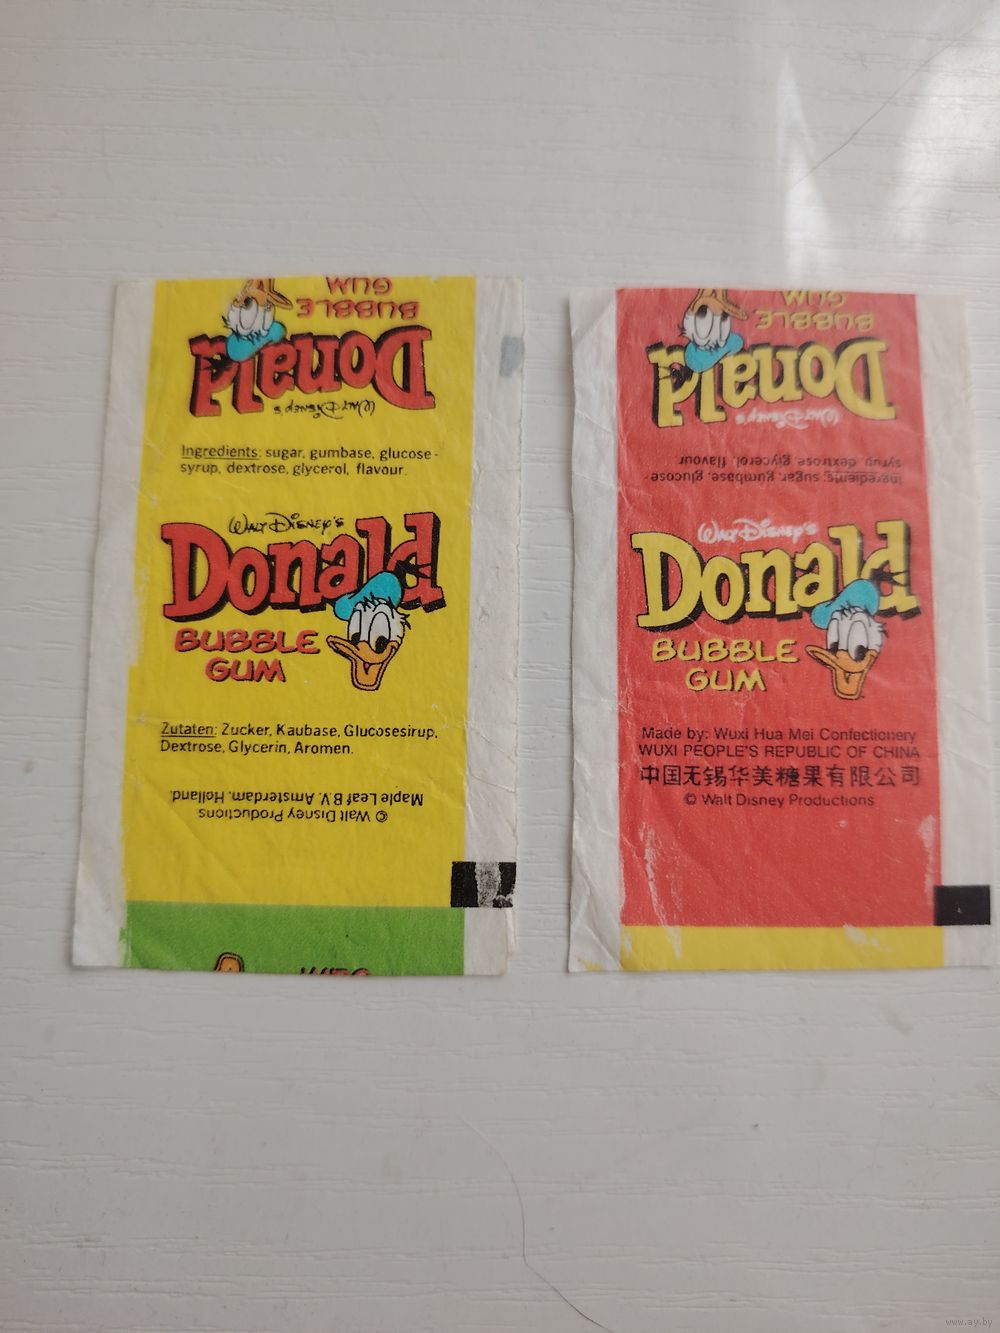 BUBBLE
GUM
Donald
Walt Disney's
Ingredients: sugar, gumbase, glucose-
syrup, dextrose, glycerol, flavour.
Walt Disney's
Donald
BUBBLE
GUM
Zutaten: Zucker, Kaubase, Glucosesirup,
Dextrose, Glycerin, Aromen.
© Walt Disney Productions
Maple Leaf B.V. Amsterdam. Holland.
BUBBLE
GUM
Donald
Walt Disney's
Ingredients: sugar, gumbase, glucose-
syrup, dextrose, glycerol, flavour.
Walt Disney's
Donald
BUBBLE
GUM
Made by: Wuxi Hua Mei Confectionery
WUXI PEOPLE'S REPUBLIC OF CHINA
中国无锡华美糖果有限公司
© Walt Disney Productions
www.ay.by